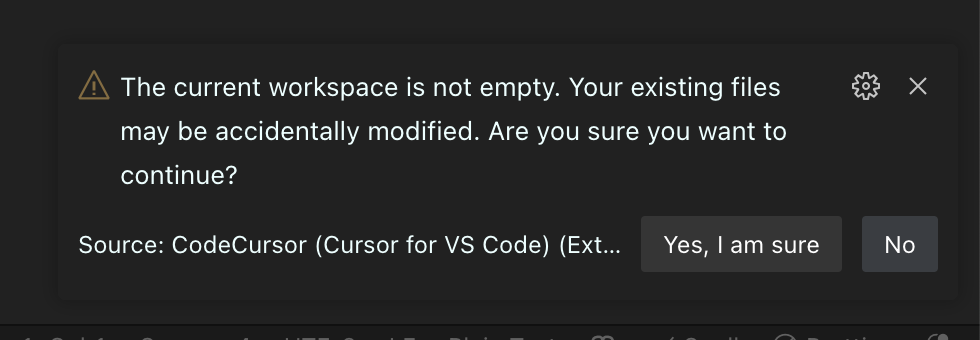 The current workspace is not empty. Your existing files
may be accidentally modified. Are you sure you want to
continue?
Source: CodeCursor (Cursor for VS Code) (Ext...
Yes, I am sure
No